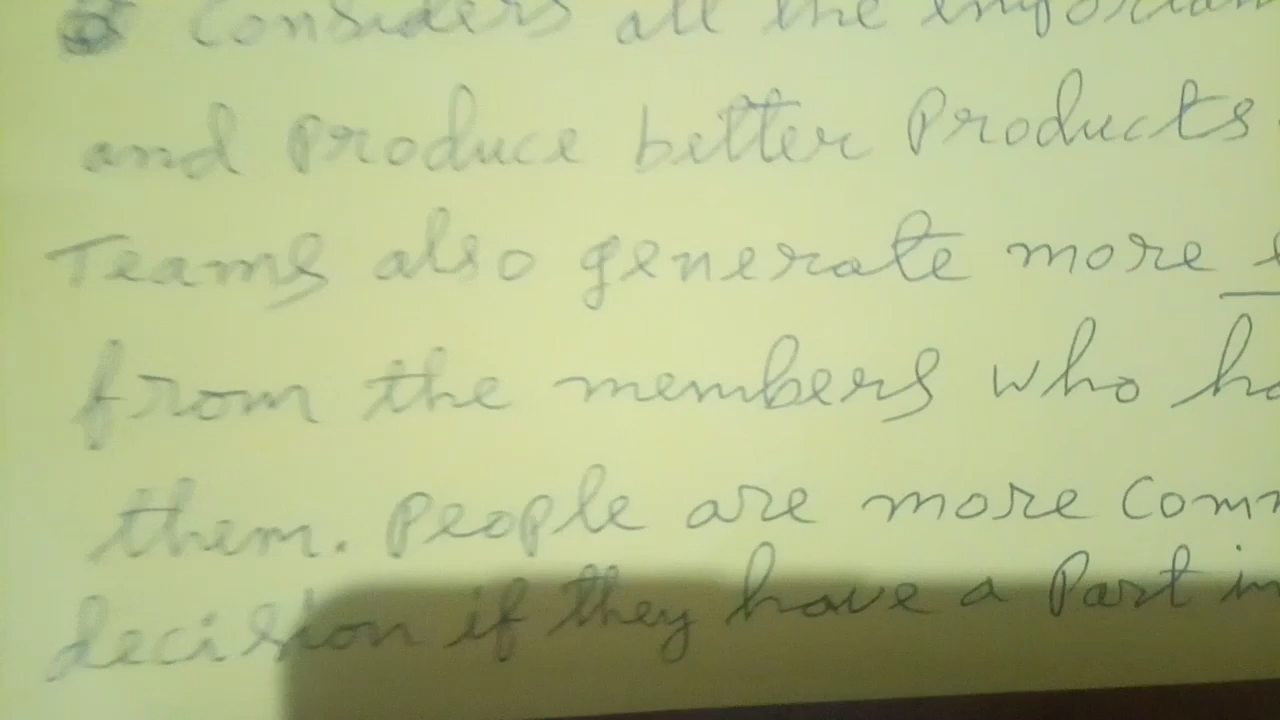 Considers all the
and produce better Products
Teams also generate more
from the members who
them. People are more
decision if they have a Part in